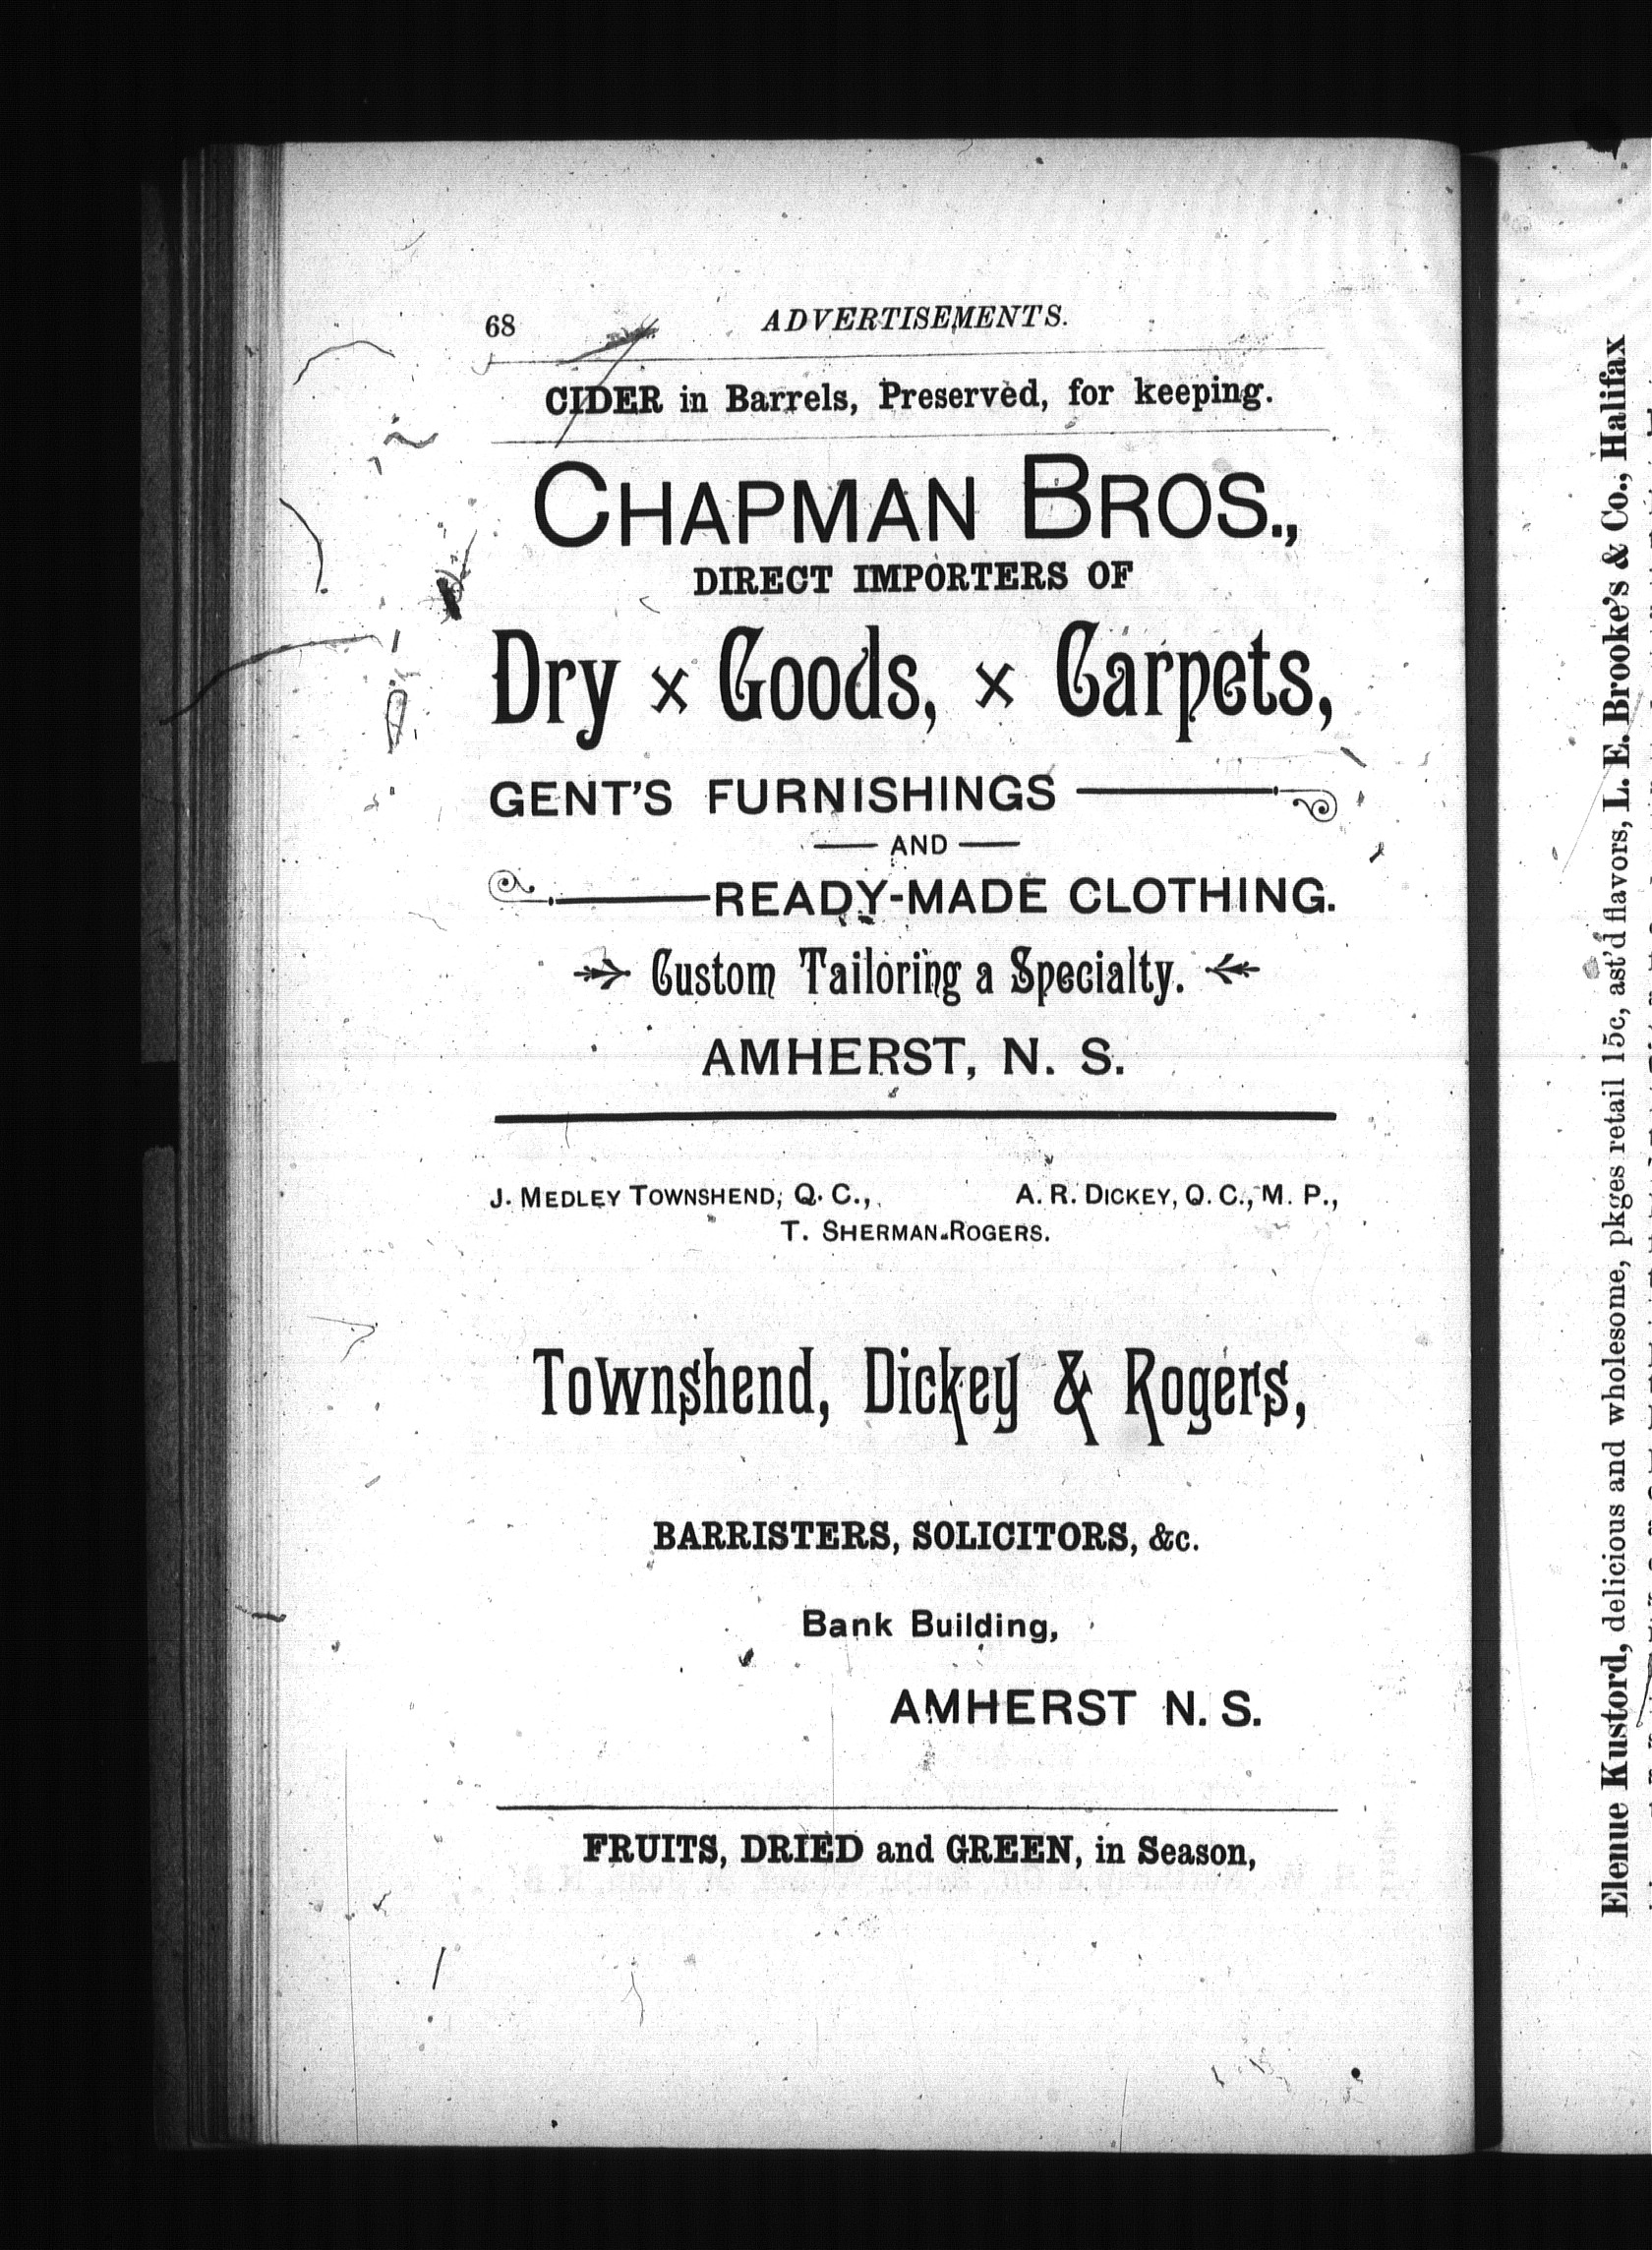 68 ADVERTISEMENTS.
CIDER in Barrels, Preserved, for keeping.
CHAPMAN BROS.,
DIRECT IMPORTERS OF
Dry × Goods, × Carpets,
GENT'S FURNISHINGS
AND
READY-MADE CLOTHING.
Custom Tailoring a Specialty.
AMHERST, N. S.
J. MEDLEY TOWNSHEND, Q. C., A. R. DICKEY, Q. C., M. P.,
T. SHERMAN ROGERS.
Townshend, Dickey & Rogers,
BARRISTERS, SOLICITORS, &c.
Bank Building,
AMHERST N. S.
FRUITS, DRIED and GREEN, in Season,
Elenue Kustord, delicious and wholesome, pkges retail 15c, ast'd flavors, L. E. Brooke's & Co., Halifax